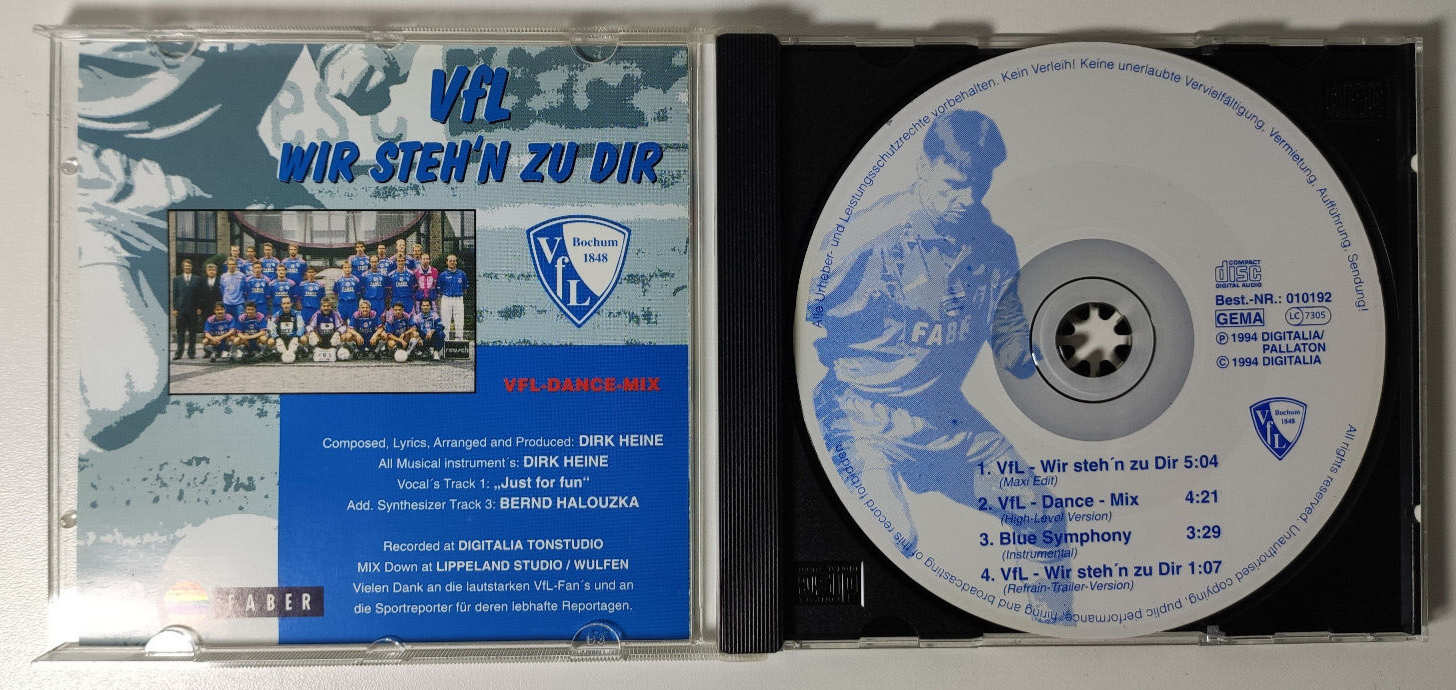 VfL
WIR STEH'N ZU DIR
VfL
Bochum
1848
VFL-DANCE-MIX
Composed, Lyrics, Arranged and Produced: DIRK HEINE
All Musical instrument´s: DIRK HEINE
Vocal´s Track 1: „Just for fun“
Add. Synthesizer Track 3: BERND HALOUZKA
Recorded at DIGITALIA TONSTUDIO
MIX Down at LIPPELAND STUDIO / WULFEN
Vielen Dank an die lautstarken VfL-Fan´s und an
die Sportreporter für deren lebhafte Reportagen.
FABER
Alle Urheber- und Leistungsschutzrechte vorbehalten. Kein Verleih! Keine unerlaubte Vervielfältigung, Vermietung, Aufführung, Sendung!
FABE
COMPACT
disc
DIGITAL AUDIO
Best.-NR.: 010192
GEMA LC 7305
Ⓟ 1994 DIGITALIA/
PALLATON
© 1994 DIGITALIA
VfL
Bochum
1848
1. VfL - Wir steh´n zu Dir 5:04
(Maxi Edit)
2. VfL - Dance - Mix 4:21
(High-Level Version)
3. Blue Symphony 3:29
(Instrumental)
4. VfL - Wir steh´n zu Dir 1:07
(Refrain-Trailer-Version)
All rights reserved. Unauthorised copying, puplic performance, hiring and broadcasting of this record forbidden.